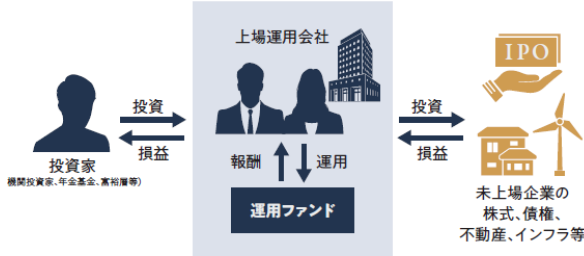 上場運用会社
IPO
投資
損益
投資
損益
投資家
機関投資家、年金基金、富裕層等）
報酬
運用
運用ファンド
未上場企業の
株式、債権、
不動産、インフラ等